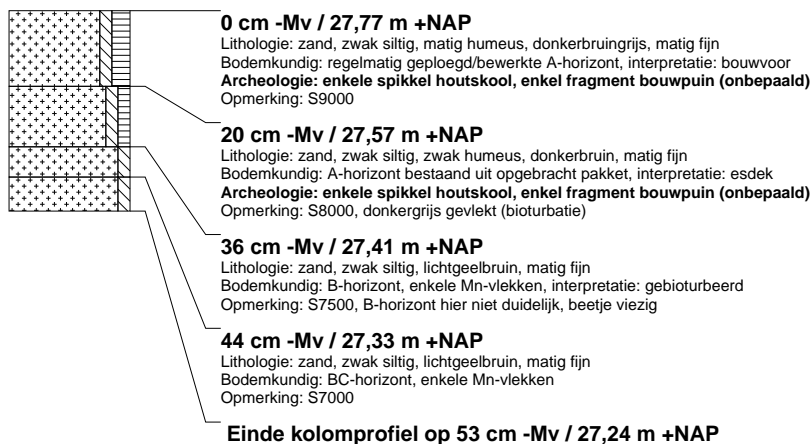 0 cm -Mv / 27,77 m +NAP
Lithologie: zand, zwak siltig, matig humeus, donkerbruingrijs, matig fijn
Bodemkundig: regelmatig geploegd/bewerkte A-horizont, interpretatie: bouwvoor
Archeologie: enkele spikkel houtskool, enkel fragment bouwpuin (onbepaald)
Opmerking: S9000
20 cm -Mv / 27,57 m +NAP
Lithologie: zand, zwak siltig, zwak humeus, donkerbruin, matig fijn
Bodemkundig: A-horizont bestaand uit opgebracht pakket, interpretatie: esdek
Archeologie: enkele spikkel houtskool, enkel fragment bouwpuin (onbepaald)
Opmerking: S8000, donkergrijs gevlekt (bioturbatie)
36 cm -Mv / 27,41 m +NAP
Lithologie: zand, zwak siltig, lichtgeelbruin, matig fijn
Bodemkundig: B-horizont, enkele Mn-vlekken, interpretatie: gebioturbeerd
Opmerking: S7500, B-horizont hier niet duidelijk, beetje viezig
44 cm -Mv / 27,33 m +NAP
Lithologie: zand, zwak siltig, lichtgeelbruin, matig fijn
Bodemkundig: BC-horizont, enkele Mn-vlekken
Opmerking: S7000
Einde kolomprofiel op 53 cm -Mv / 27,24 m +NAP